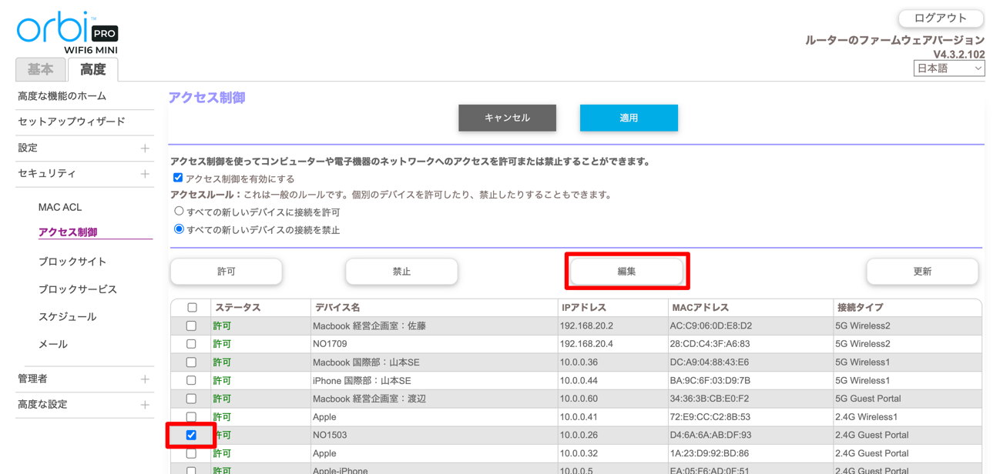 orbi™ PRO
WIFI6 MINI
ログアウト
ルーターのファームウェアバージョン
V4.3.2.102
日本語
基本
高度
高度な機能のホーム
セットアップウィザード
設定
セキュリティ
MAC ACL
アクセス制御
ブロックサイト
ブロックサービス
スケジュール
メール
管理者
高度な設定
アクセス制御
キャンセル
適用
アクセス制御を使ってコンピューターや電子機器のネットワークへのアクセスを許可または禁止することができます。
アクセス制御を有効にする
アクセスルール：これは一般のルールです。個別のデバイスを許可したり、禁止したりすることもできます。
すべての新しいデバイスに接続を許可
すべての新しいデバイスの接続を禁止
許可 禁止 編集 更新
ステータス デバイス名 IPアドレス MACアドレス 接続タイプ
許可 Macbook 経営企画室：佐藤 192.168.20.2 AC:C9:06:0D:E8:D2 5G Wireless2
許可 NO1709 192.168.20.4 28:CD:C4:3F:A6:83 5G Wireless2
許可 Macbook 国際部：山本SE 10.0.0.36 DC:A9:04:88:43:E6 5G Wireless1
許可 iPhone 国際部：山本SE 10.0.0.44 BA:9C:6F:03:D9:7B 5G Wireless1
許可 Macbook 経営企画室：渡辺 10.0.0.60 34:36:3B:CB:E0:F2 5G Guest Portal
許可 Apple 10.0.0.41 72:E9:CC:C2:8B:53 2.4G Wireless1
許可 NO1503 10.0.0.26 D4:6A:6A:AB:DF:93 2.4G Guest Portal
許可 Apple 10.0.0.32 1A:23:D9:92:BD:86 2.4G Guest Portal
許可 Apple-iPhone 10.0.0.5 EA:05:F6:AD:0F:51 2.4G Guest Portal